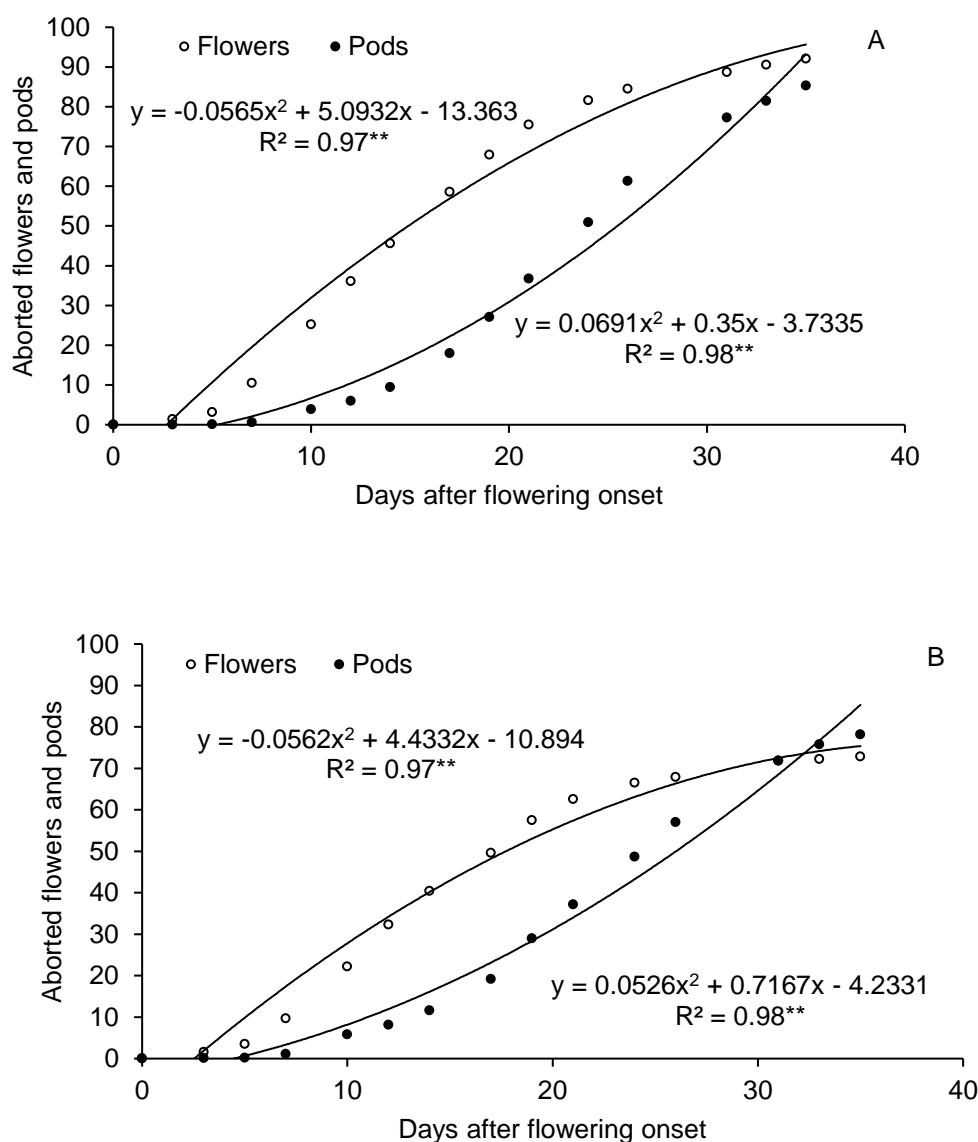 Flowers Pods
A
y = -0.0565x² + 5.0932x - 13.363
R² = 0.97**
y = 0.0691x² + 0.35x - 3.7335
R² = 0.98**
Aborted flowers and pods
100
90
80
70
60
50
40
30
20
10
0
0 10 20 30 40
Days after flowering onset
Flowers Pods
B
y = -0.0562x² + 4.4332x - 10.894
R² = 0.97**
y = 0.0526x² + 0.7167x - 4.2331
R² = 0.98**
Aborted flowers and pods
100
90
80
70
60
50
40
30
20
10
0
0 10 20 30 40
Days after flowering onset